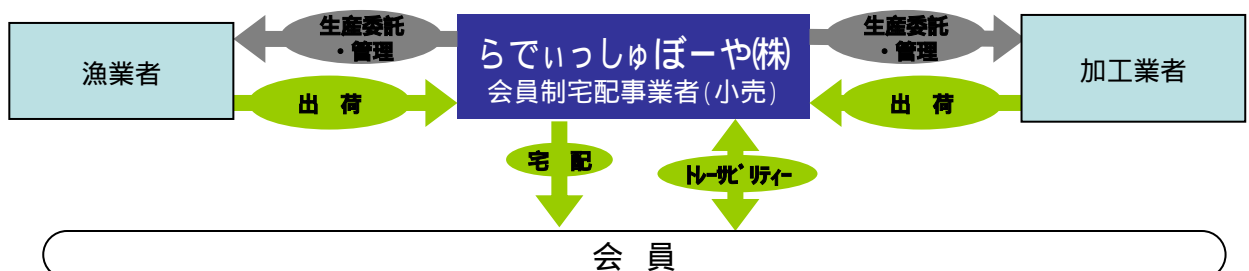 漁業者
生産委託
・管理
出 荷
らでぃっしゅぼーや㈱
会員制宅配事業者(小売)
生産委託
・管理
出 荷
加工業者
宅 配
ﾄﾚｰｻﾋﾞﾘﾃｨｰ
会 員